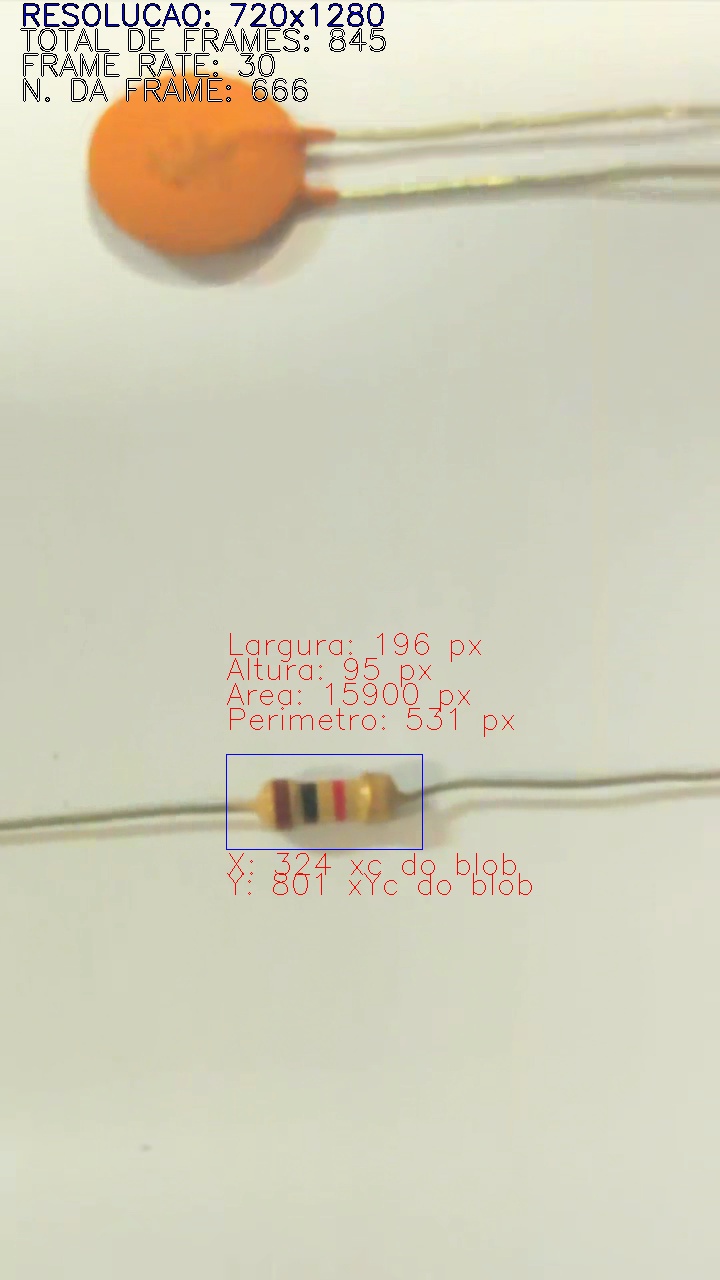 RESOLUCAO: 720x1280
TOTAL DE FRAMES: 845
FRAME RATE: 30
N. DA FRAME: 666
Largura: 196 px
Altura: 95 px
Area: 15900 px
Perimetro: 531 px
X: 324 xc do blob
Y: 801 xYc do blob